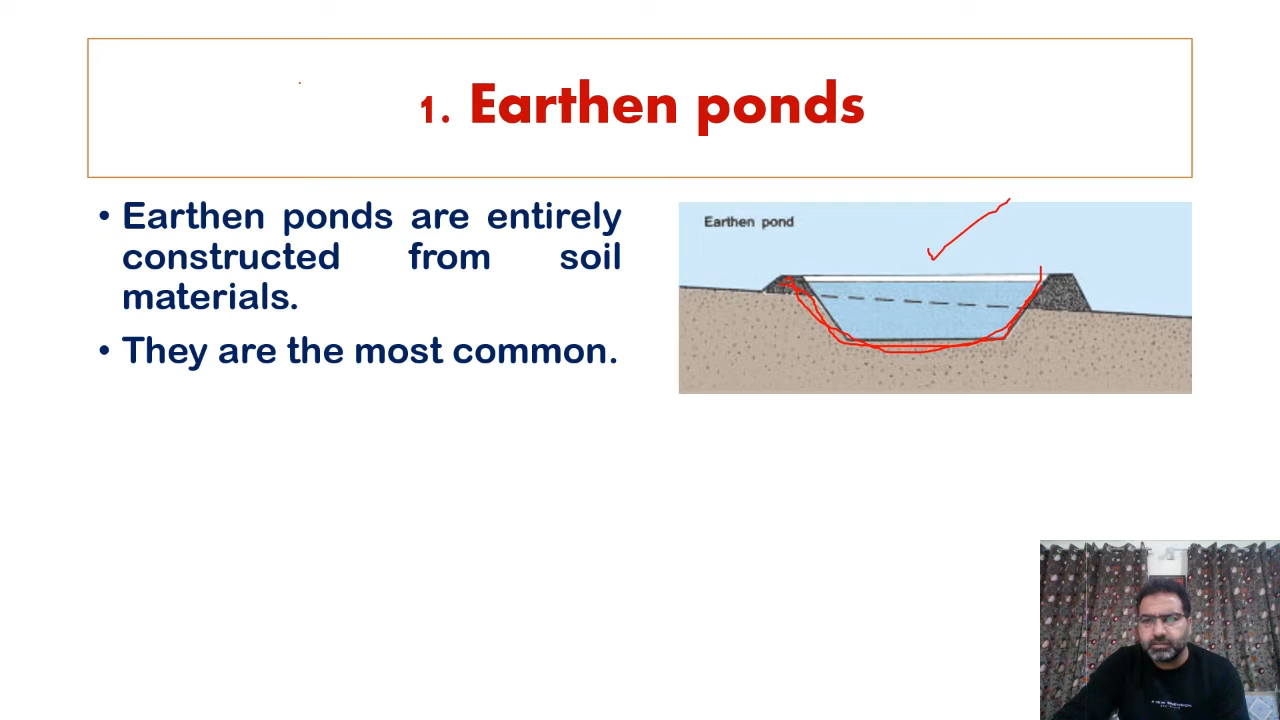 1. Earthen ponds
• Earthen ponds are entirely
constructed from soil
materials.
• They are the most common.
Earthen pond